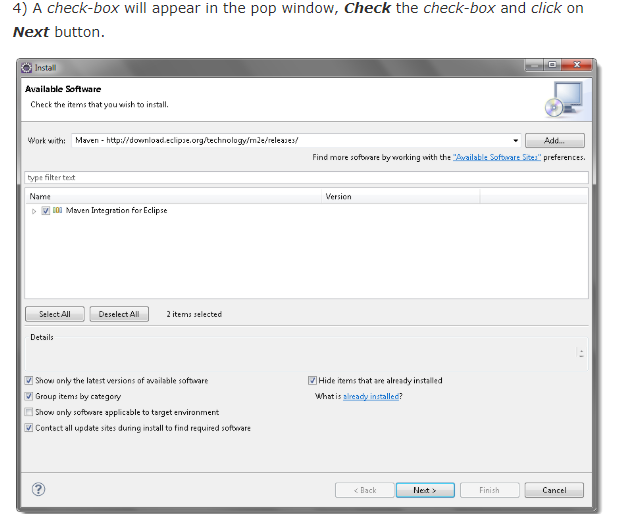 4) A check-box will appear in the pop window, Check the check-box and click on
Next button.
Install
Available Software
Check the items that you wish to install.
Work with: Maven - http://download.eclipse.org/technology/m2e/releases/ Add...
Find more software by working with the "Available Software Sites" preferences.
type filter text
Name Version
Maven Integration for Eclipse
Select All Deselect All 2 items selected
Details
Show only the latest versions of available software Hide items that are already installed
Group items by category What is already installed?
Show only software applicable to target environment
Contact all update sites during install to find required software
? < Back Next > Finish Cancel